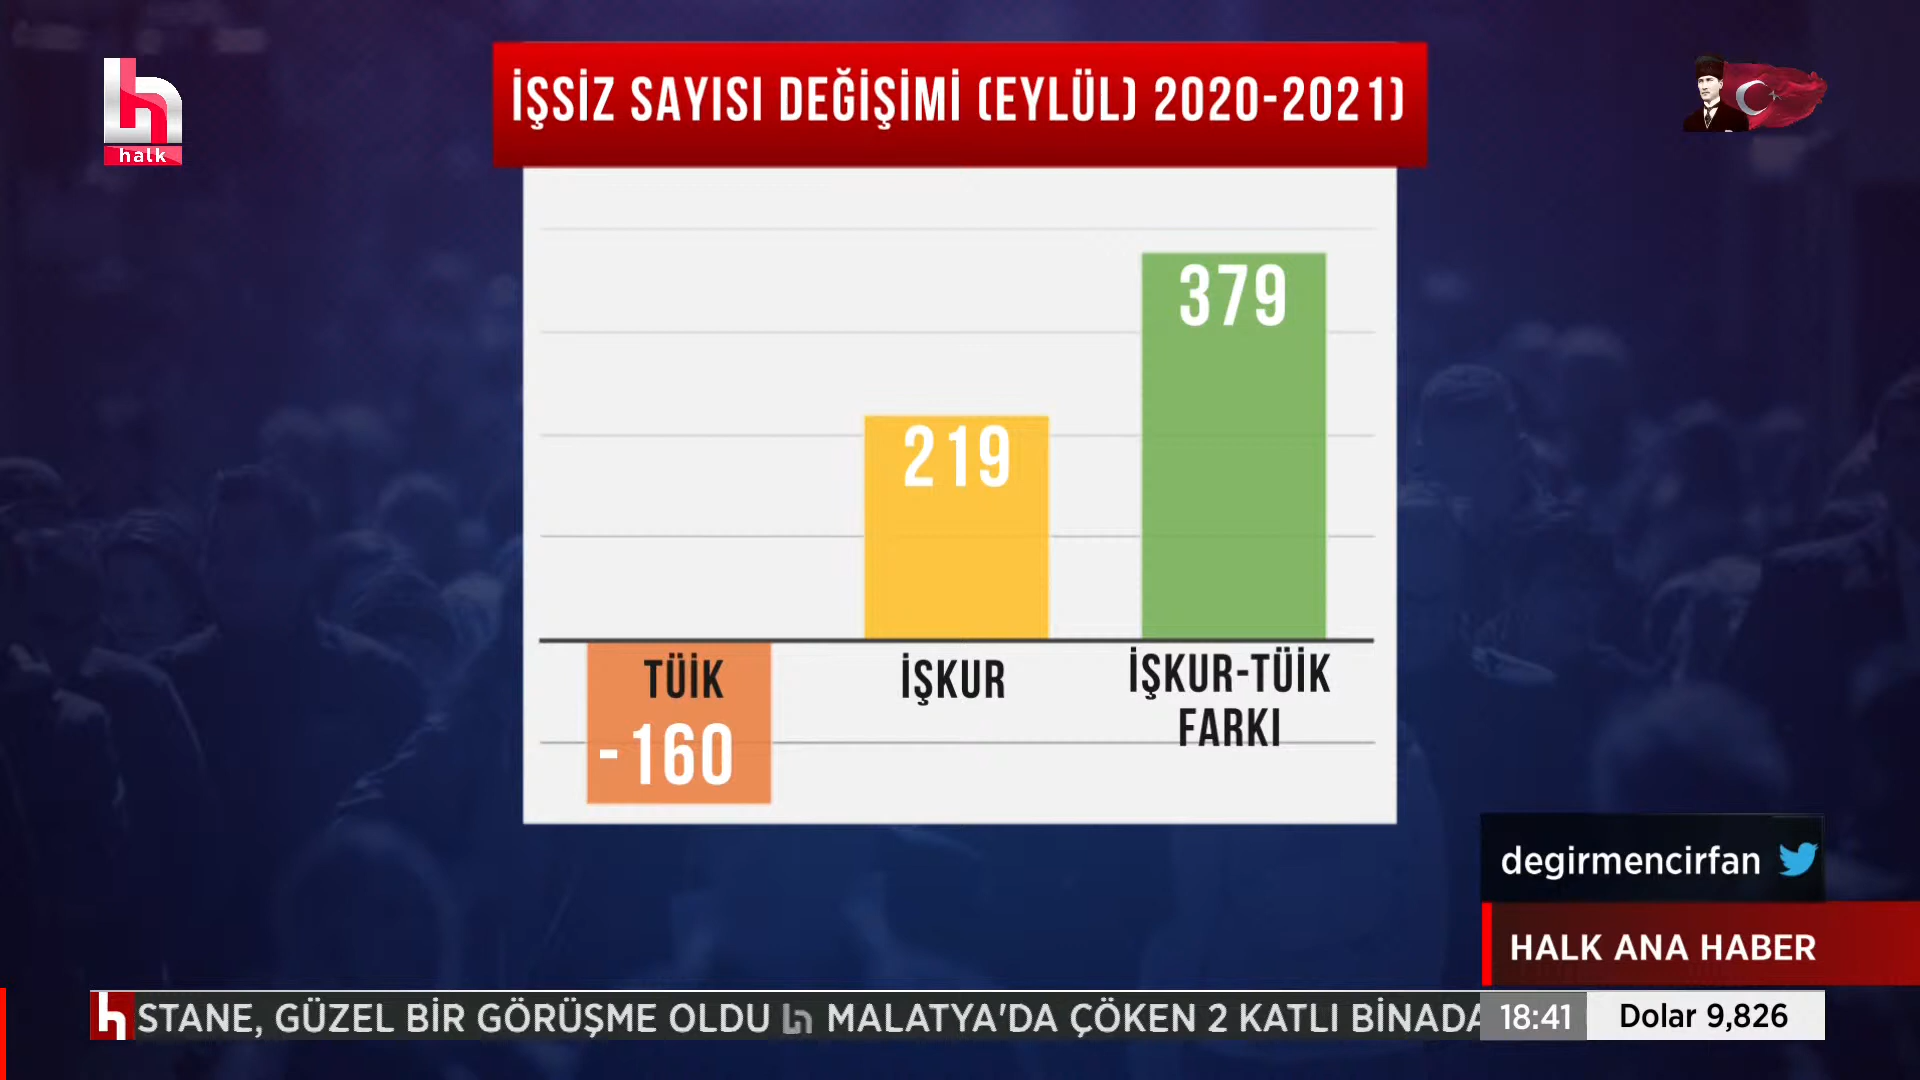 halk
İŞSİZ SAYISI DEĞİŞİMİ (EYLÜL) 2020-2021)
379
219
TÜİK
-160
İŞKUR
İŞKUR-TÜİK
FARKI
degirmencirfan
HALK ANA HABER
STANE, GÜZEL BİR GÖRÜŞME OLDU h MALATYA'DA ÇÖKEN 2 KATLI BİNADA
18:41
Dolar 9,826